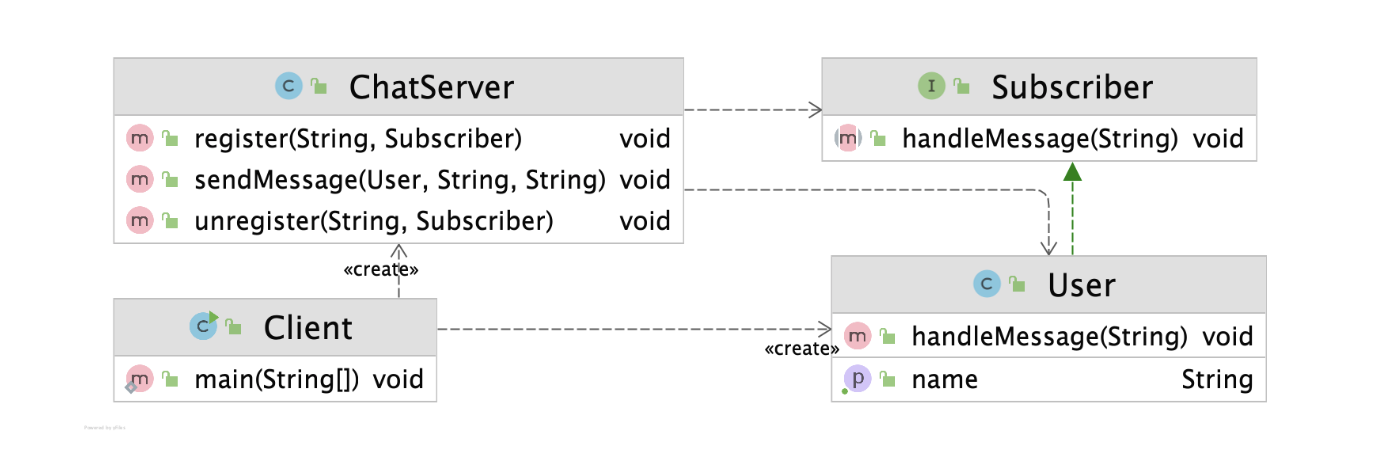 C ChatServer
m register(String, Subscriber) void
m sendMessage(User, String, String) void
m unregister(String, Subscriber) void
I Subscriber
m handleMessage(String) void
«create»
C Client
m main(String[]) void
«create»
C User
m handleMessage(String) void
p name String
Powered by yFiles